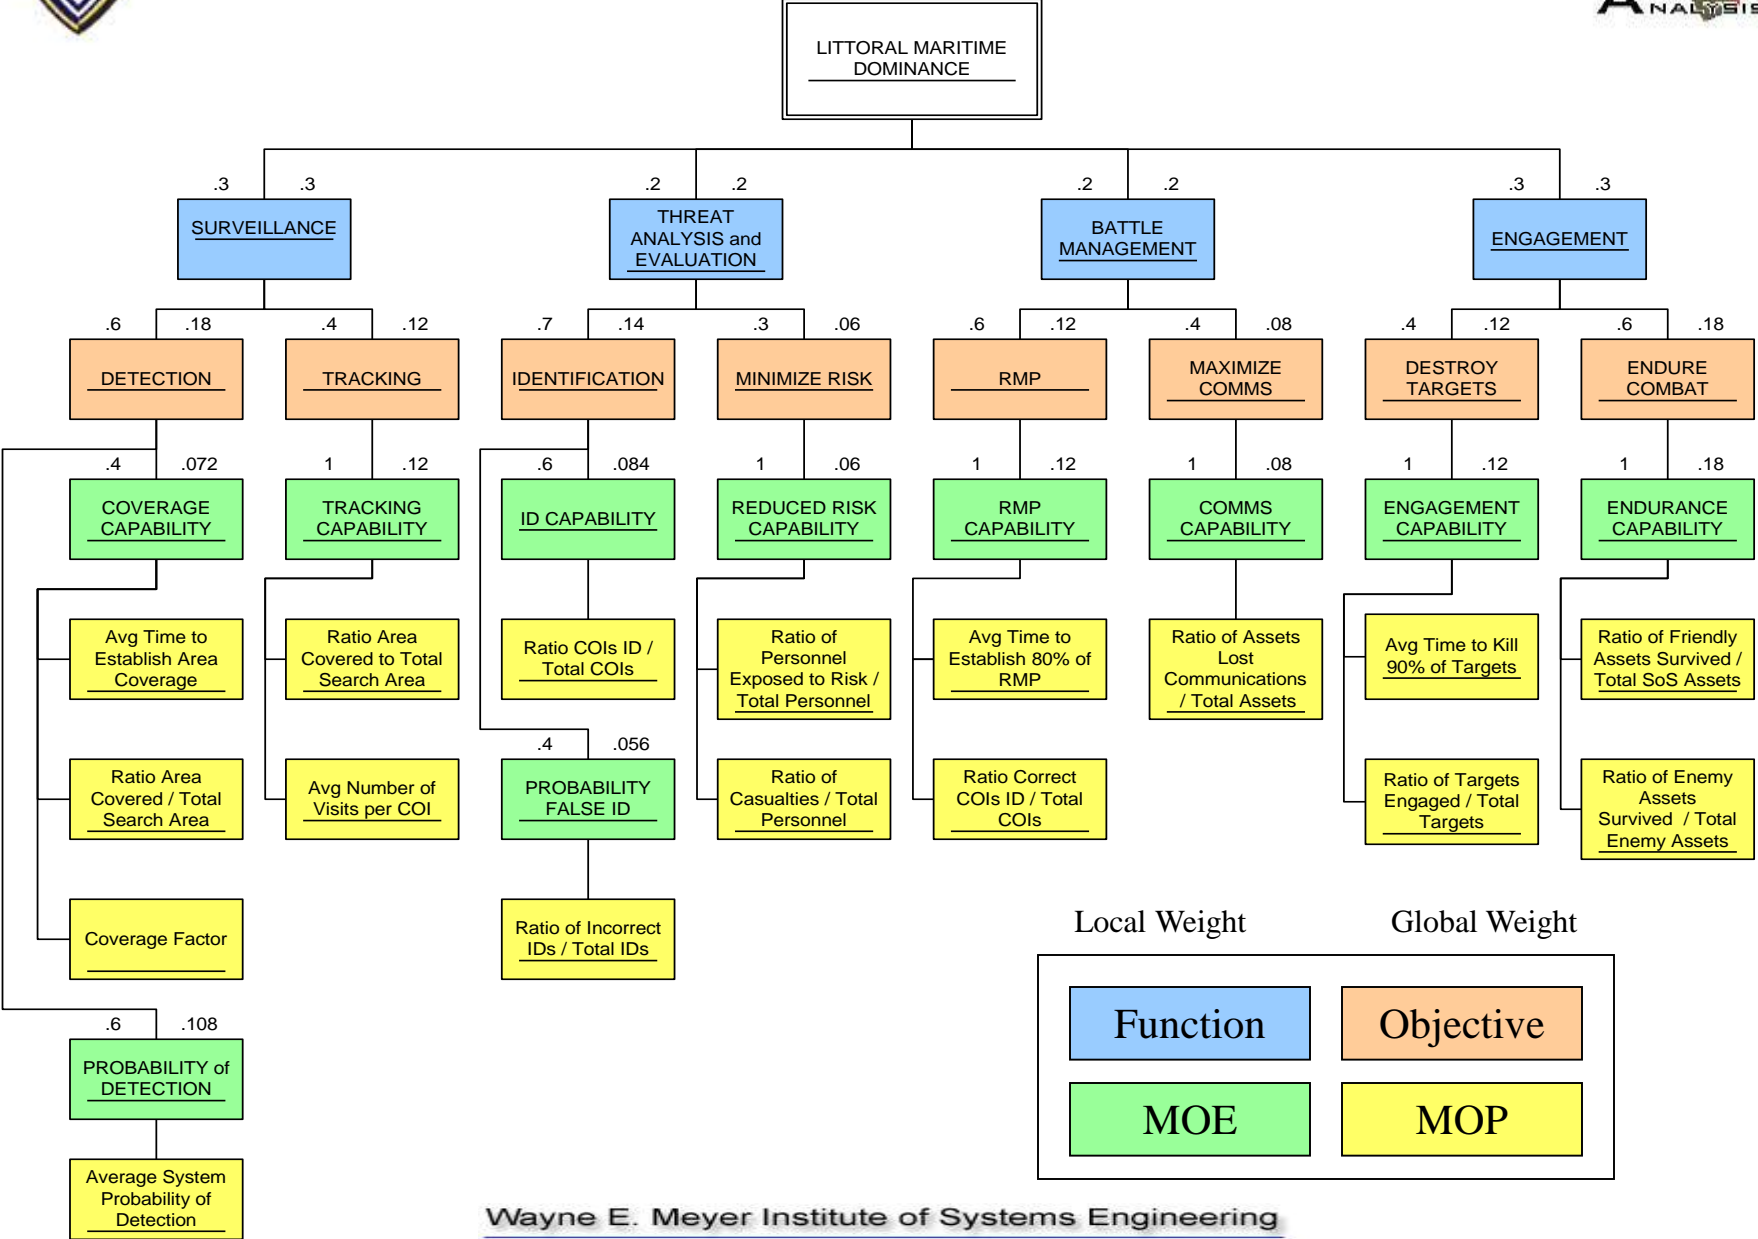 ANALYSIS
LITTORAL MARITIME
DOMINANCE
.3 .3
.2 .2
.2 .2
.3 .3
SURVEILLANCE
THREAT
ANALYSIS and
EVALUATION
BATTLE
MANAGEMENT
ENGAGEMENT
.6 .18
.4 .12
.7 .14
.3 .06
.6 .12
.4 .08
.4 .12
.6 .18
DETECTION
TRACKING
IDENTIFICATION
MINIMIZE RISK
RMP
MAXIMIZE
COMMS
DESTROY
TARGETS
ENDURE
COMBAT
.4 .072
1 .12
.6 .084
1 .06
1 .12
1 .08
1 .12
1 .18
COVERAGE
CAPABILITY
TRACKING
CAPABILITY
ID CAPABILITY
REDUCED RISK
CAPABILITY
RMP
CAPABILITY
COMMS
CAPABILITY
ENGAGEMENT
CAPABILITY
ENDURANCE
CAPABILITY
Avg Time to
Establish Area
Coverage
Ratio Area
Covered to Total
Search Area
Ratio COIs ID /
Total COIs
Ratio of
Personnel
Exposed to Risk /
Total Personnel
Avg Time to
Establish 80% of
RMP
Ratio of Assets
Lost
Communications
/ Total Assets
Avg Time to Kill
90% of Targets
Ratio of Friendly
Assets Survived /
Total SoS Assets
.4 .056
Ratio Area
Covered / Total
Search Area
Avg Number of
Visits per COI
PROBABILITY
FALSE ID
Ratio of
Casualties / Total
Personnel
Ratio Correct
COIs ID / Total
COIs
Ratio of Targets
Engaged / Total
Targets
Ratio of Enemy
Assets
Survived / Total
Enemy Assets
Coverage Factor
Ratio of Incorrect
IDs / Total IDs
Local Weight Global Weight
Function Objective
MOE MOP
.6 .108
PROBABILITY of
DETECTION
Average System
Probability of
Detection
Wayne E. Meyer Institute of Systems Engineering